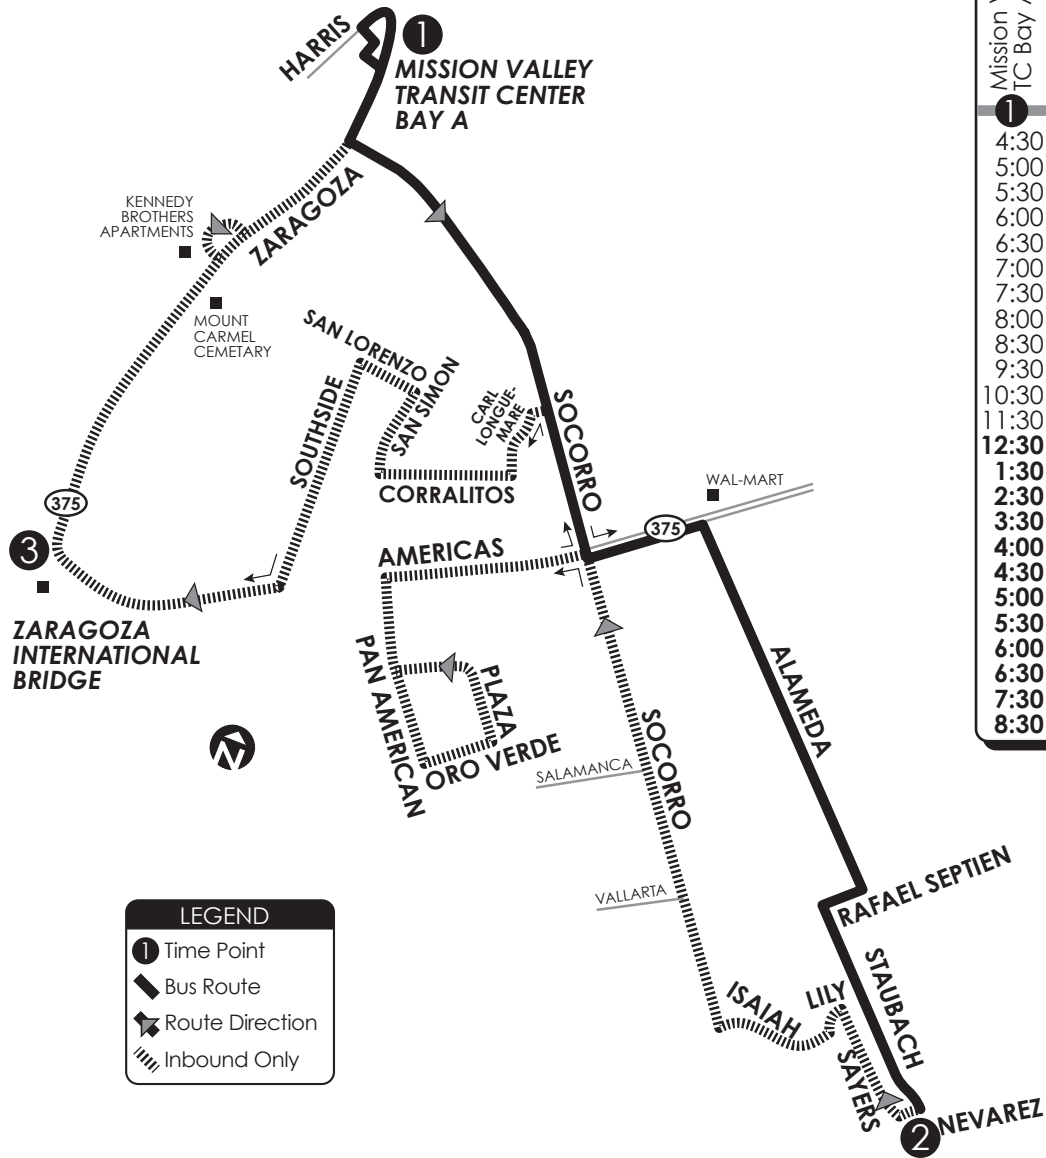 HARRIS
1
MISSION VALLEY
TRANSIT CENTER
BAY A
KENNEDY
BROTHERS
APARTMENTS
ZARAGOZA
MOUNT
CARMEL
CEMETARY
SAN LORENZO
SAN SIMON
SOUTHSIDE
CARL
LONGUE-
MARE
SOCORRO
CORRALITOS
WAL-MART
375
375
3
AMERICAS
ZARAGOZA
INTERNATIONAL
BRIDGE
PAN AMERICAN
PLAZA
ORO VERDE
ALAMEDA
SOCORRO
SALAMANCA
VALLARTA
RAFAEL SEPTIEN
STAUBACH
LILY
ISAIAH
SAYERS
2
NEVAREZ
N
LEGEND
1 Time Point
Bus Route
Route Direction
Inbound Only
Mission
TC Bay
1
4:30
5:00
5:30
6:00
6:30
7:00
7:30
8:00
8:30
9:30
10:30
11:30
12:30
1:30
2:30
3:30
4:00
4:30
5:00
5:30
6:00
6:30
7:30
8:30